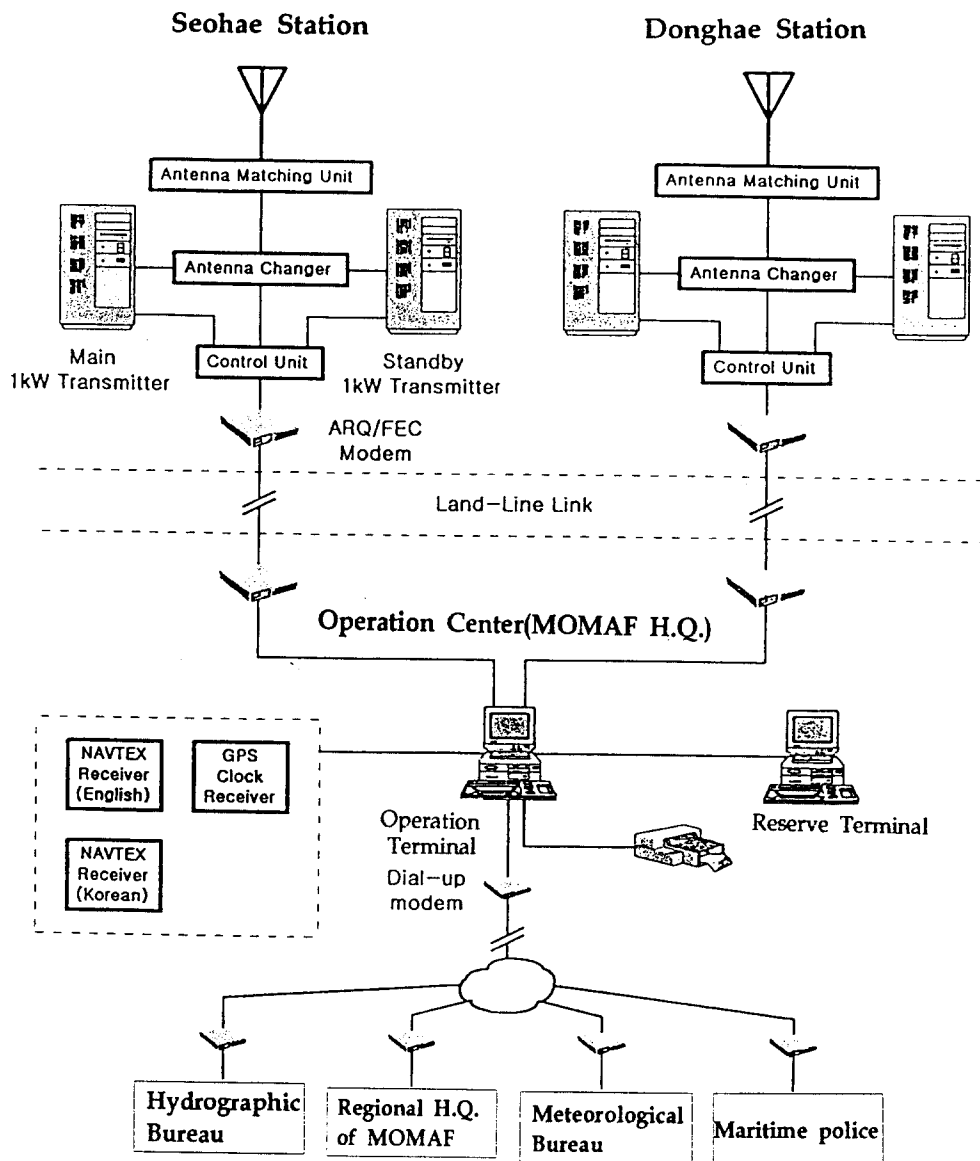 Seohae Station
Donghae Station
Antenna Matching Unit
Antenna Matching Unit
Antenna Changer
Antenna Changer
Control Unit
Control Unit
Main
1kW Transmitter
Standby
1kW Transmitter
ARQ/FEC
Modem
Land-Line Link
Operation Center(MOMAF H.Q.)
NAVTEX
Receiver
(English)
GPS
Clock
Receiver
NAVTEX
Receiver
(Korean)
Operation
Terminal
Dial-up
modem
Reserve Terminal
Hydrographic
Bureau
Regional H.Q.
of MOMAF
Meteorological
Bureau
Maritime police